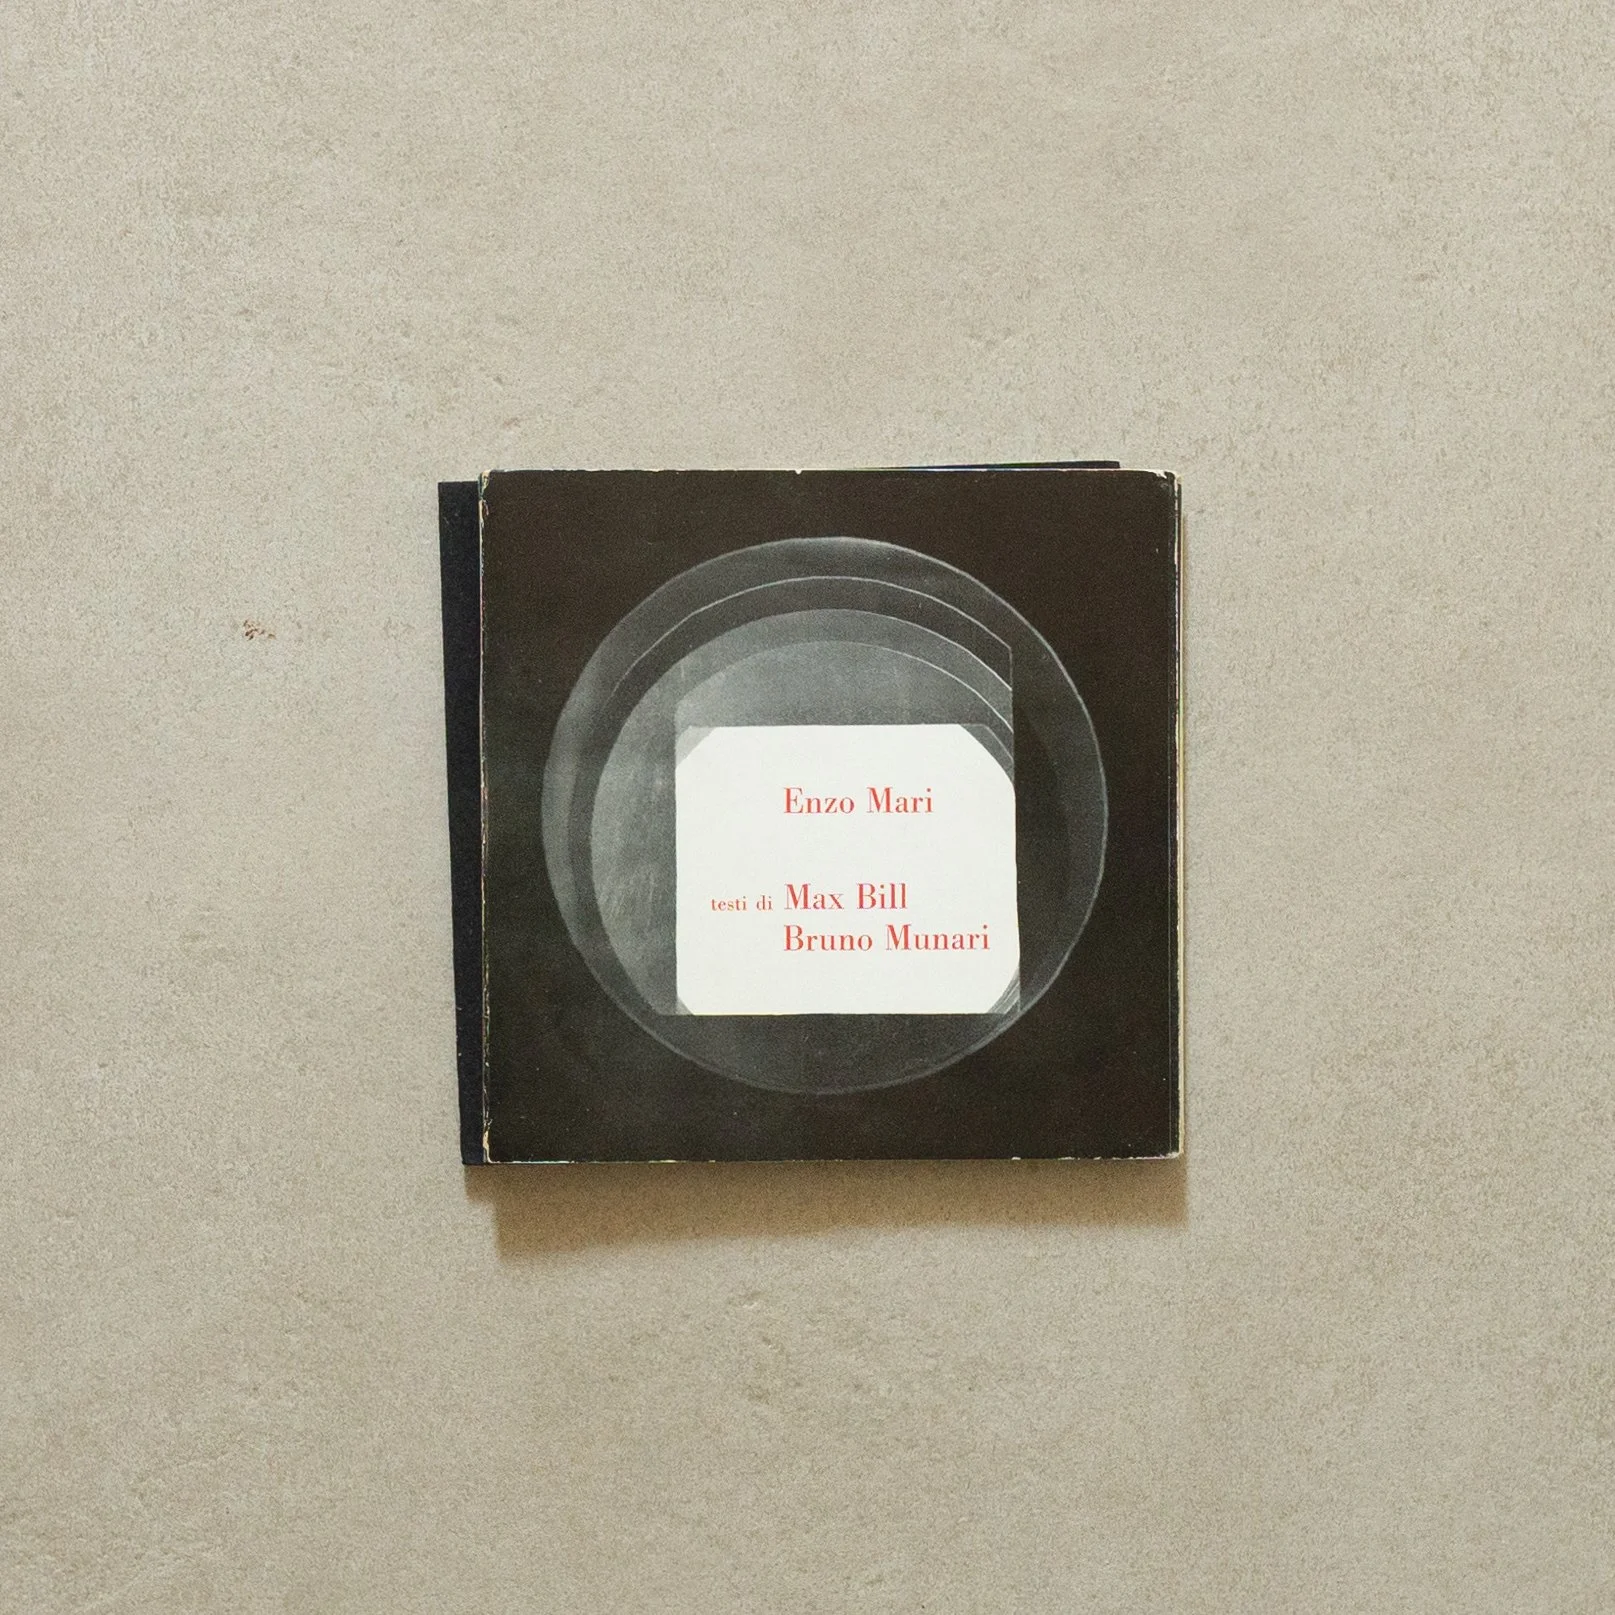 Enzo Mari
testi di Max Bill
Bruno Munari